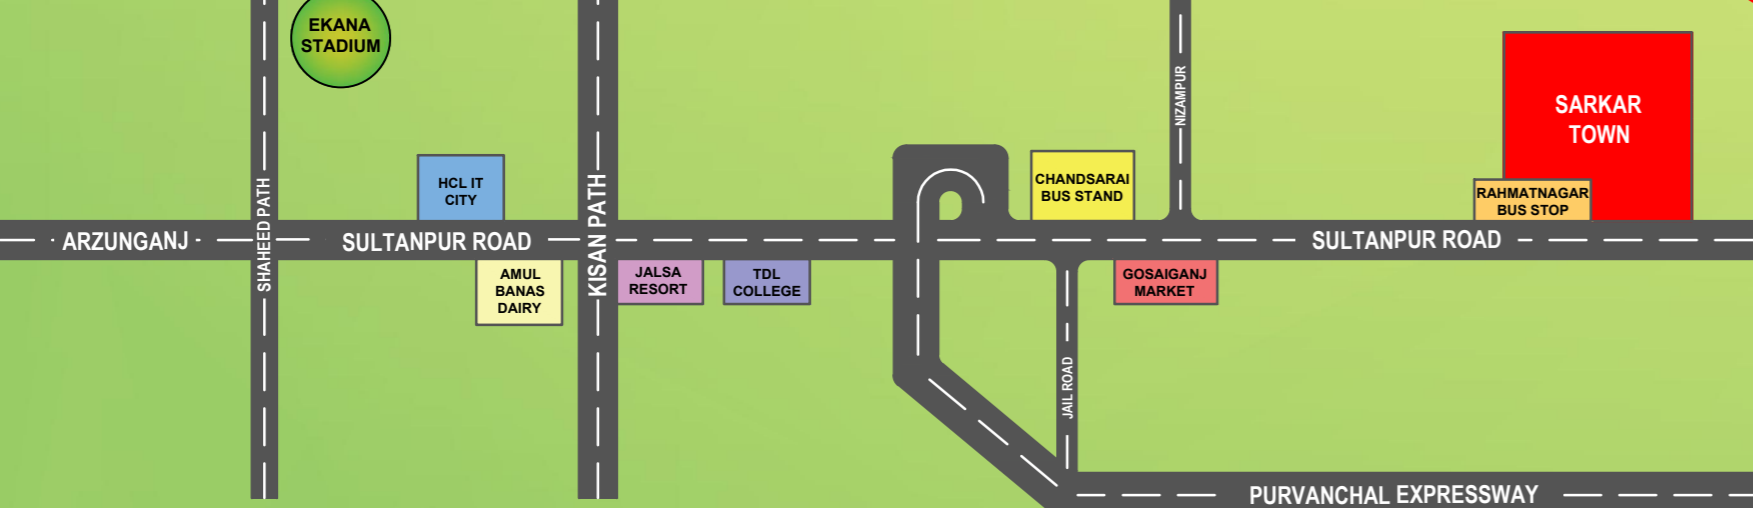 EKANA
STADIUM
NIZAMPUR
SARKAR
TOWN
HCL IT
CITY
CHANDSARAI
BUS STAND
RAHMATNAGAR
BUS STOP
ARZUNGANJ
SHAHEED PATH
SULTANPUR ROAD
KISAN PATH
SULTANPUR ROAD
AMUL
BANAS
DAIRY
JALSA
RESORT
TDL
COLLEGE
GOSAIGANJ
MARKET
JAIL ROAD
PURVANCHAL EXPRESSWAY